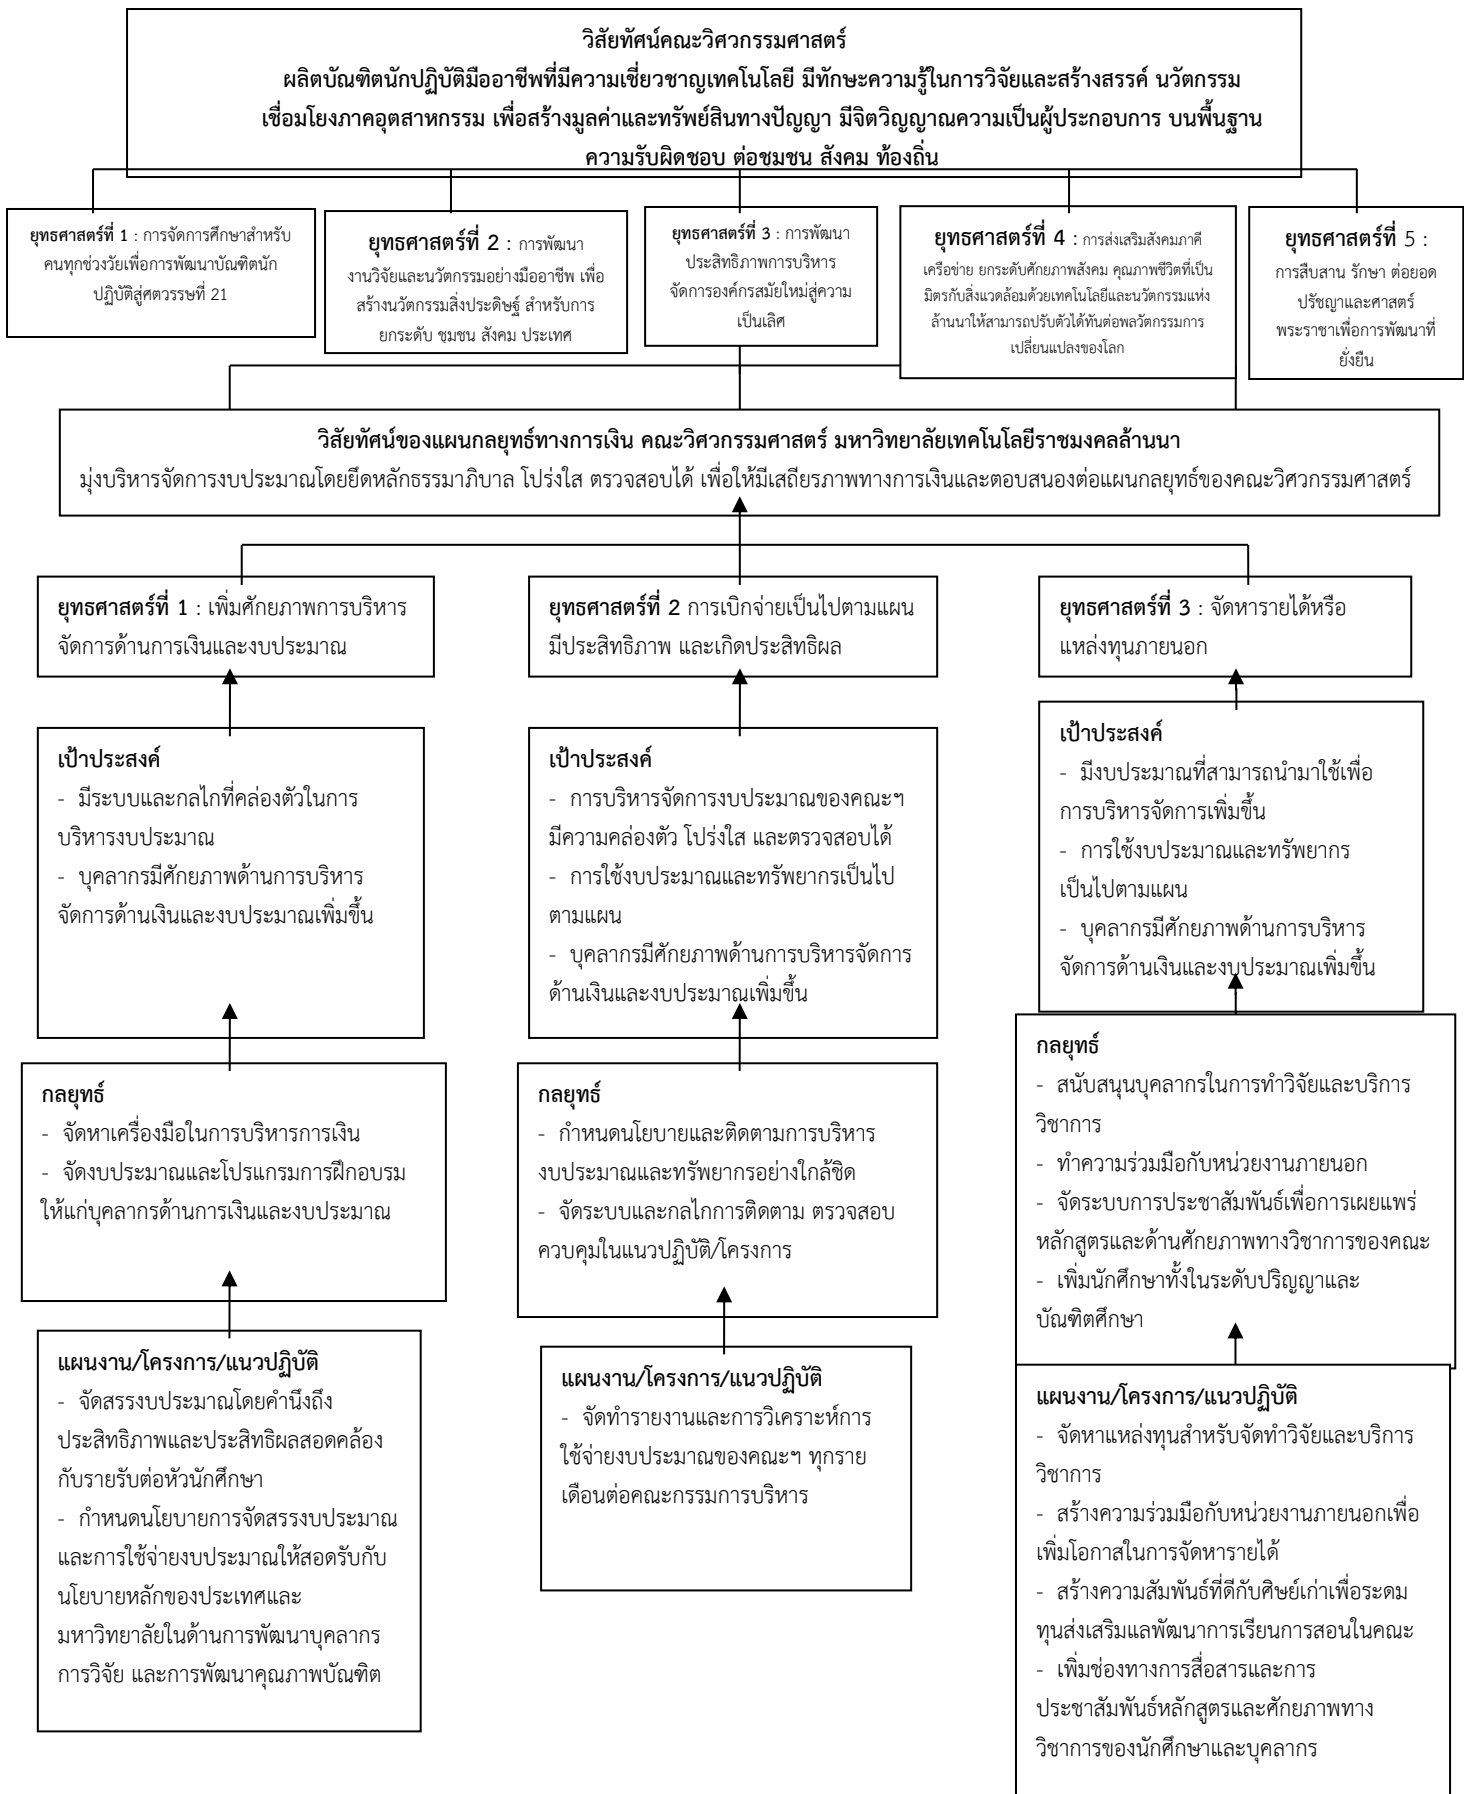 วิสัยทัศน์คณะวิศวกรรมศาสตร์
ผลิตบัณฑิตนักปฏิบัติมืออาชีพที่มีความเชี่ยวชาญเทคโนโลยี มีทักษะความรู้ในการวิจัยและสร้างสรรค์ นวัตกรรม
เชื่อมโยงภาคอุตสาหกรรม เพื่อสร้างมูลค่าและทรัพย์สินทางปัญญา มีจิตวิญญาณความเป็นผู้ประกอบการ บนพื้นฐาน
ความรับผิดชอบ ต่อชุมชน สังคม ท้องถิ่น
ยุทธศาสตร์ที่ 1 : การจัดการศึกษาสำหรับ
คนทุกช่วงวัยเพื่อการพัฒนาบัณฑิตนัก
ปฏิบัติสู่ศตวรรษที่ 21
ยุทธศาสตร์ที่ 2 : การพัฒนา
งานวิจัยและนวัตกรรมอย่างมืออาชีพ เพื่อ
สร้างนวัตกรรมสิ่งประดิษฐ์ สำหรับการ
ยกระดับ ชุมชน สังคม ประเทศ
ยุทธศาสตร์ที่ 3 : การพัฒนา
ประสิทธิภาพการบริหาร
จัดการองค์กรสมัยใหม่สู่ความ
เป็นเลิศ
ยุทธศาสตร์ที่ 4 : การส่งเสริมสังคมภาคี
เครือข่าย ยกระดับศักยภาพสังคม คุณภาพชีวิตที่เป็น
มิตรกับสิ่งแวดล้อมด้วยเทคโนโลยีและนวัตกรรมแห่ง
ล้านนาให้สามารถปรับตัวได้ทันต่อพลวัตกรรมการ
เปลี่ยนแปลงของโลก
ยุทธศาสตร์ที่ 5 :
การสืบสาน รักษา ต่อยอด
ปรัชญาและศาสตร์
พระราชาเพื่อการพัฒนาที่
ยั่งยืน
วิสัยทัศน์ของแผนกลยุทธ์ทางการเงิน คณะวิศวกรรมศาสตร์ มหาวิทยาลัยเทคโนโลยีราชมงคลล้านนา
มุ่งบริหารจัดการงบประมาณโดยยึดหลักธรรมาภิบาล โปร่งใส ตรวจสอบได้ เพื่อให้มีเสถียรภาพทางการเงินและตอบสนองต่อแผนกลยุทธ์ของคณะวิศวกรรมศาสตร์
ยุทธศาสตร์ที่ 1 : เพิ่มศักยภาพการบริหาร
จัดการด้านการเงินและงบประมาณ
ยุทธศาสตร์ที่ 2 การเบิกจ่ายเป็นไปตามแผน
มีประสิทธิภาพ และเกิดประสิทธิผล
ยุทธศาสตร์ที่ 3 : จัดหารายได้หรือ
แหล่งทุนภายนอก
เป้าประสงค์
- มีระบบและกลไกที่คล่องตัวในการ
บริหารงบประมาณ
- บุคลากรมีศักยภาพด้านการบริหาร
จัดการด้านเงินและงบประมาณเพิ่มขึ้น
เป้าประสงค์
- การบริหารจัดการงบประมาณของคณะฯ
มีความคล่องตัว โปร่งใส และตรวจสอบได้
- การใช้งบประมาณและทรัพยากรเป็นไป
ตามแผน
- บุคลากรมีศักยภาพด้านการบริหารจัดการ
ด้านเงินและงบประมาณเพิ่มขึ้น
เป้าประสงค์
- มีงบประมาณที่สามารถนำมาใช้เพื่อ
การบริหารจัดการเพิ่มขึ้น
- การใช้งบประมาณและทรัพยากร
เป็นไปตามแผน
- บุคลากรมีศักยภาพด้านการบริหาร
จัดการด้านเงินและงบประมาณเพิ่มขึ้น
กลยุทธ์
- จัดหาเครื่องมือในการบริหารการเงิน
- จัดงบประมาณและโปรแกรมการฝึกอบรม
ให้แก่บุคลากรด้านการเงินและงบประมาณ
กลยุทธ์
- กำหนดนโยบายและติดตามการบริหาร
งบประมาณและทรัพยากรอย่างใกล้ชิด
- จัดระบบและกลไกการติดตาม ตรวจสอบ
ควบคุมในแนวปฏิบัติ/โครงการ
กลยุทธ์
- สนับสนุนบุคลากรในการทำวิจัยและบริการ
วิชาการ
- ทำความร่วมมือกับหน่วยงานภายนอก
- จัดระบบการประชาสัมพันธ์เพื่อการเผยแพร่
หลักสูตรและด้านศักยภาพทางวิชาการของคณะ
- เพิ่มนักศึกษาทั้งในระดับปริญญาและ
บัณฑิตศึกษา
แผนงาน/โครงการ/แนวปฏิบัติ
- จัดสรรงบประมาณโดยคำนึงถึง
ประสิทธิภาพและประสิทธิผลสอดคล้อง
กับรายรับต่อหัวนักศึกษา
- กำหนดนโยบายการจัดสรรงบประมาณ
และการใช้จ่ายงบประมาณให้สอดรับกับ
นโยบายหลักของประเทศและ
มหาวิทยาลัยในด้านการพัฒนาบุคลากร
การวิจัย และการพัฒนาคุณภาพบัณฑิต
แผนงาน/โครงการ/แนวปฏิบัติ
- จัดทำรายงานและการวิเคราะห์การ
ใช้จ่ายงบประมาณของคณะฯ ทุกราย
เดือนต่อคณะกรรมการบริหาร
แผนงาน/โครงการ/แนวปฏิบัติ
- จัดหาแหล่งทุนสำหรับจัดทำวิจัยและบริการ
วิชาการ
- สร้างความร่วมมือกับหน่วยงานภายนอกเพื่อ
เพิ่มโอกาสในการจัดหารายได้
- สร้างความสัมพันธ์ที่ดีกับศิษย์เก่าเพื่อระดม
ทุนส่งเสริมแลพัฒนาการเรียนการสอนในคณะ
- เพิ่มช่องทางการสื่อสารและการ
ประชาสัมพันธ์หลักสูตรและศักยภาพทาง
วิชาการของนักศึกษาและบุคลากร